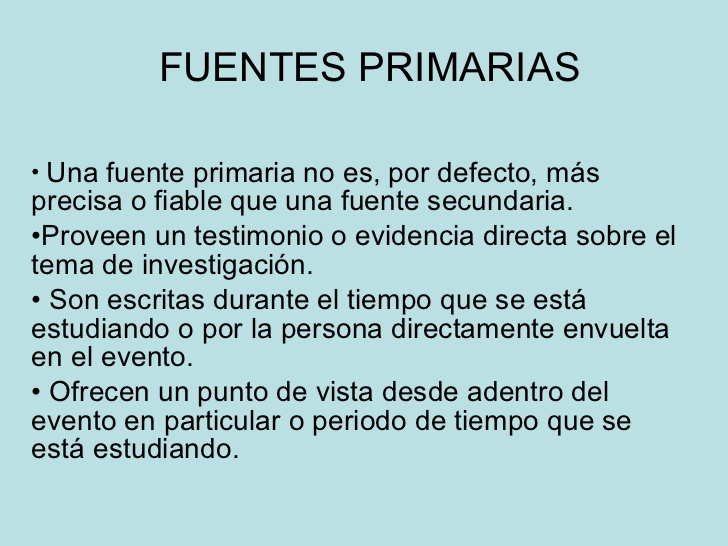 FUENTES PRIMARIAS
• Una fuente primaria no es, por defecto, más
precisa o fiable que una fuente secundaria.
•Proveen un testimonio o evidencia directa sobre el
tema de investigación.
• Son escritas durante el tiempo que se está
estudiando o por la persona directamente envuelta
en el evento.
• Ofrecen un punto de vista desde adentro del
evento en particular o periodo de tiempo que se
está estudiando.